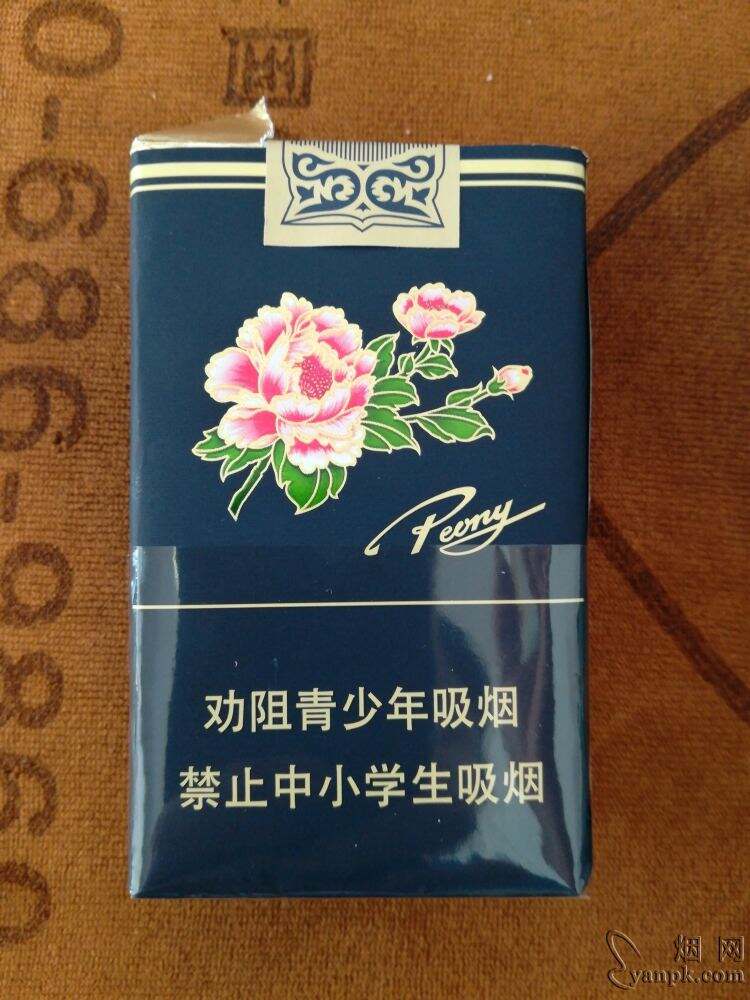 Peony
劝阻青少年吸烟
禁止中小学生吸烟
烟网
yanpk.com